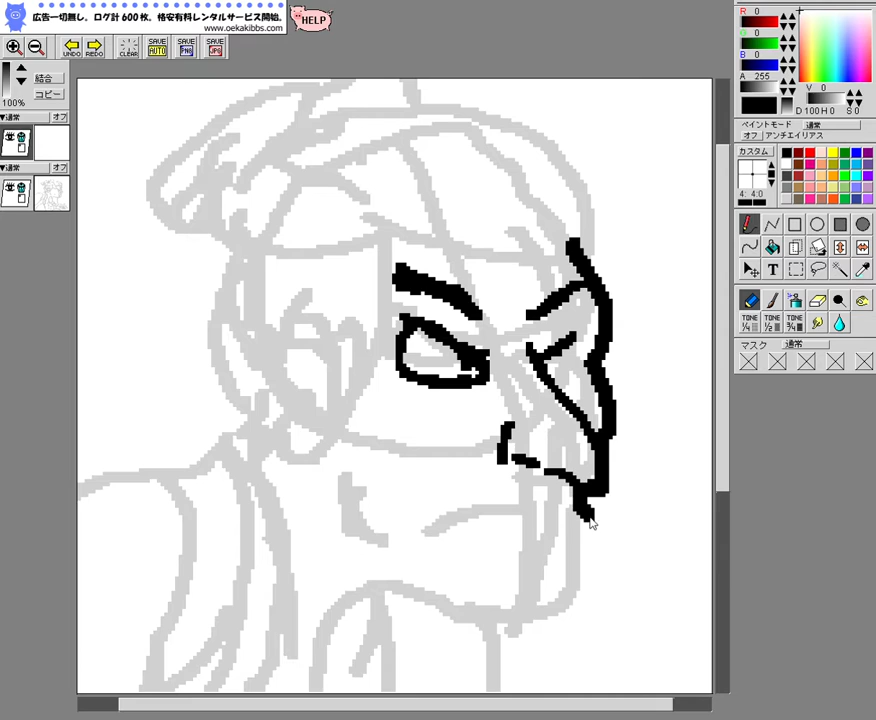 広告一切無し。ログ計600枚。格安有料レンタルサービス開始。
www.oekakibbs.com
HELP
UNDO
REDO
CLEAR
SAVE
AUTO
SAVE
PNG
SAVE
JPG
結合
コピー
100%
▼通常
オフ
▼通常
オフ
R 0
G 0
B 0
A 255
V 0
D100 H 0 S 0
ペイントモード
通常
オフ
アンチエイリアス
カスタム
4: 4:0
T
TONE
1/4
TONE
1/2
TONE
3/4
マスク
通常